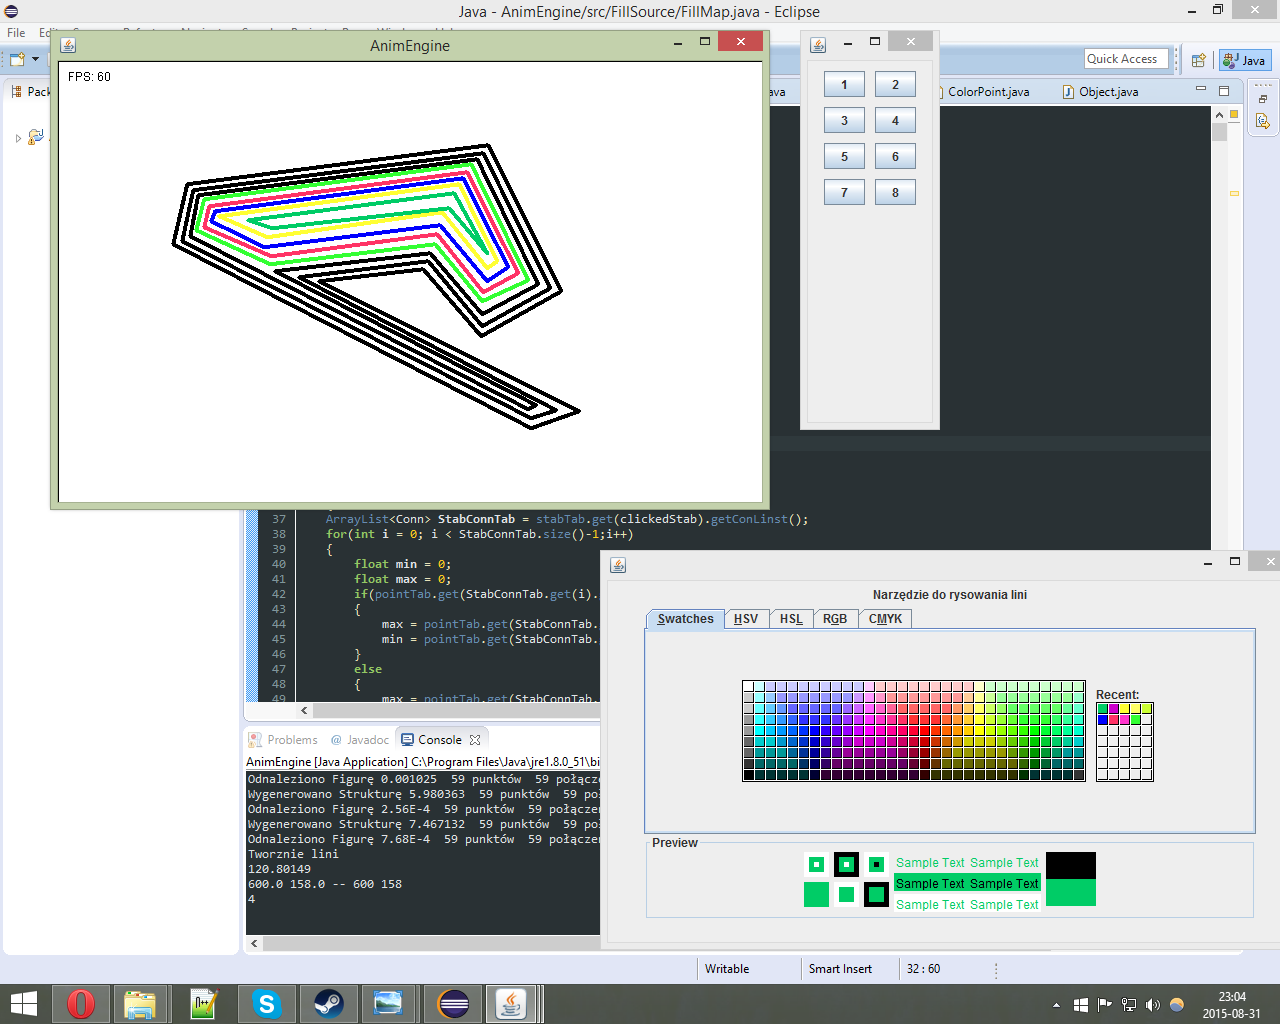 Java - AnimEngine/src/FillSource/FillMap.java - Eclipse
File
AnimEngine
FPS: 60
1 2
3 4
5 6
7 8
Quick Access
Java
Pack
ava
ColorPoint.java
Object.java
37 ArrayList<Conn> StabConnTab = stabTab.get(clickedStab).getConLinst();
38 for(int i = 0; i < StabConnTab.size()-1;i++)
39 {
40 float min = 0;
41 float max = 0;
42 if(pointTab.get(StabConnTab.get(i).
43 {
44 max = pointTab.get(StabConnTab.
45 min = pointTab.get(StabConnTab.
46 }
47 else
48 {
49 max = pointTab.get(StabConnTab.
Problems @ Javadoc Console
AnimEngine [Java Application] C:\Program Files\Java\jre1.8.0_51\bi
Odnaleziono Figurę 0.001025 59 punktów 59 połączeń
Wygenerowano Strukturę 5.980363 59 punktów 59 po
Odnaleziono Figurę 2.56E-4 59 punktów 59 połączeń
Wygenerowano Strukturę 7.467132 59 punktów 59 po
Odnaleziono Figurę 7.68E-4 59 punktów 59 połączeń
Tworznie lini
120.80149
600.0 158.0 -- 600 158
4
Narzędzie do rysowania lini
Swatches HSV HSL RGB CMYK
Recent:
Preview
Sample Text Sample Text
Sample Text Sample Text
Sample Text Sample Text
Writable Smart Insert 32 : 60
23:04
2015-08-31